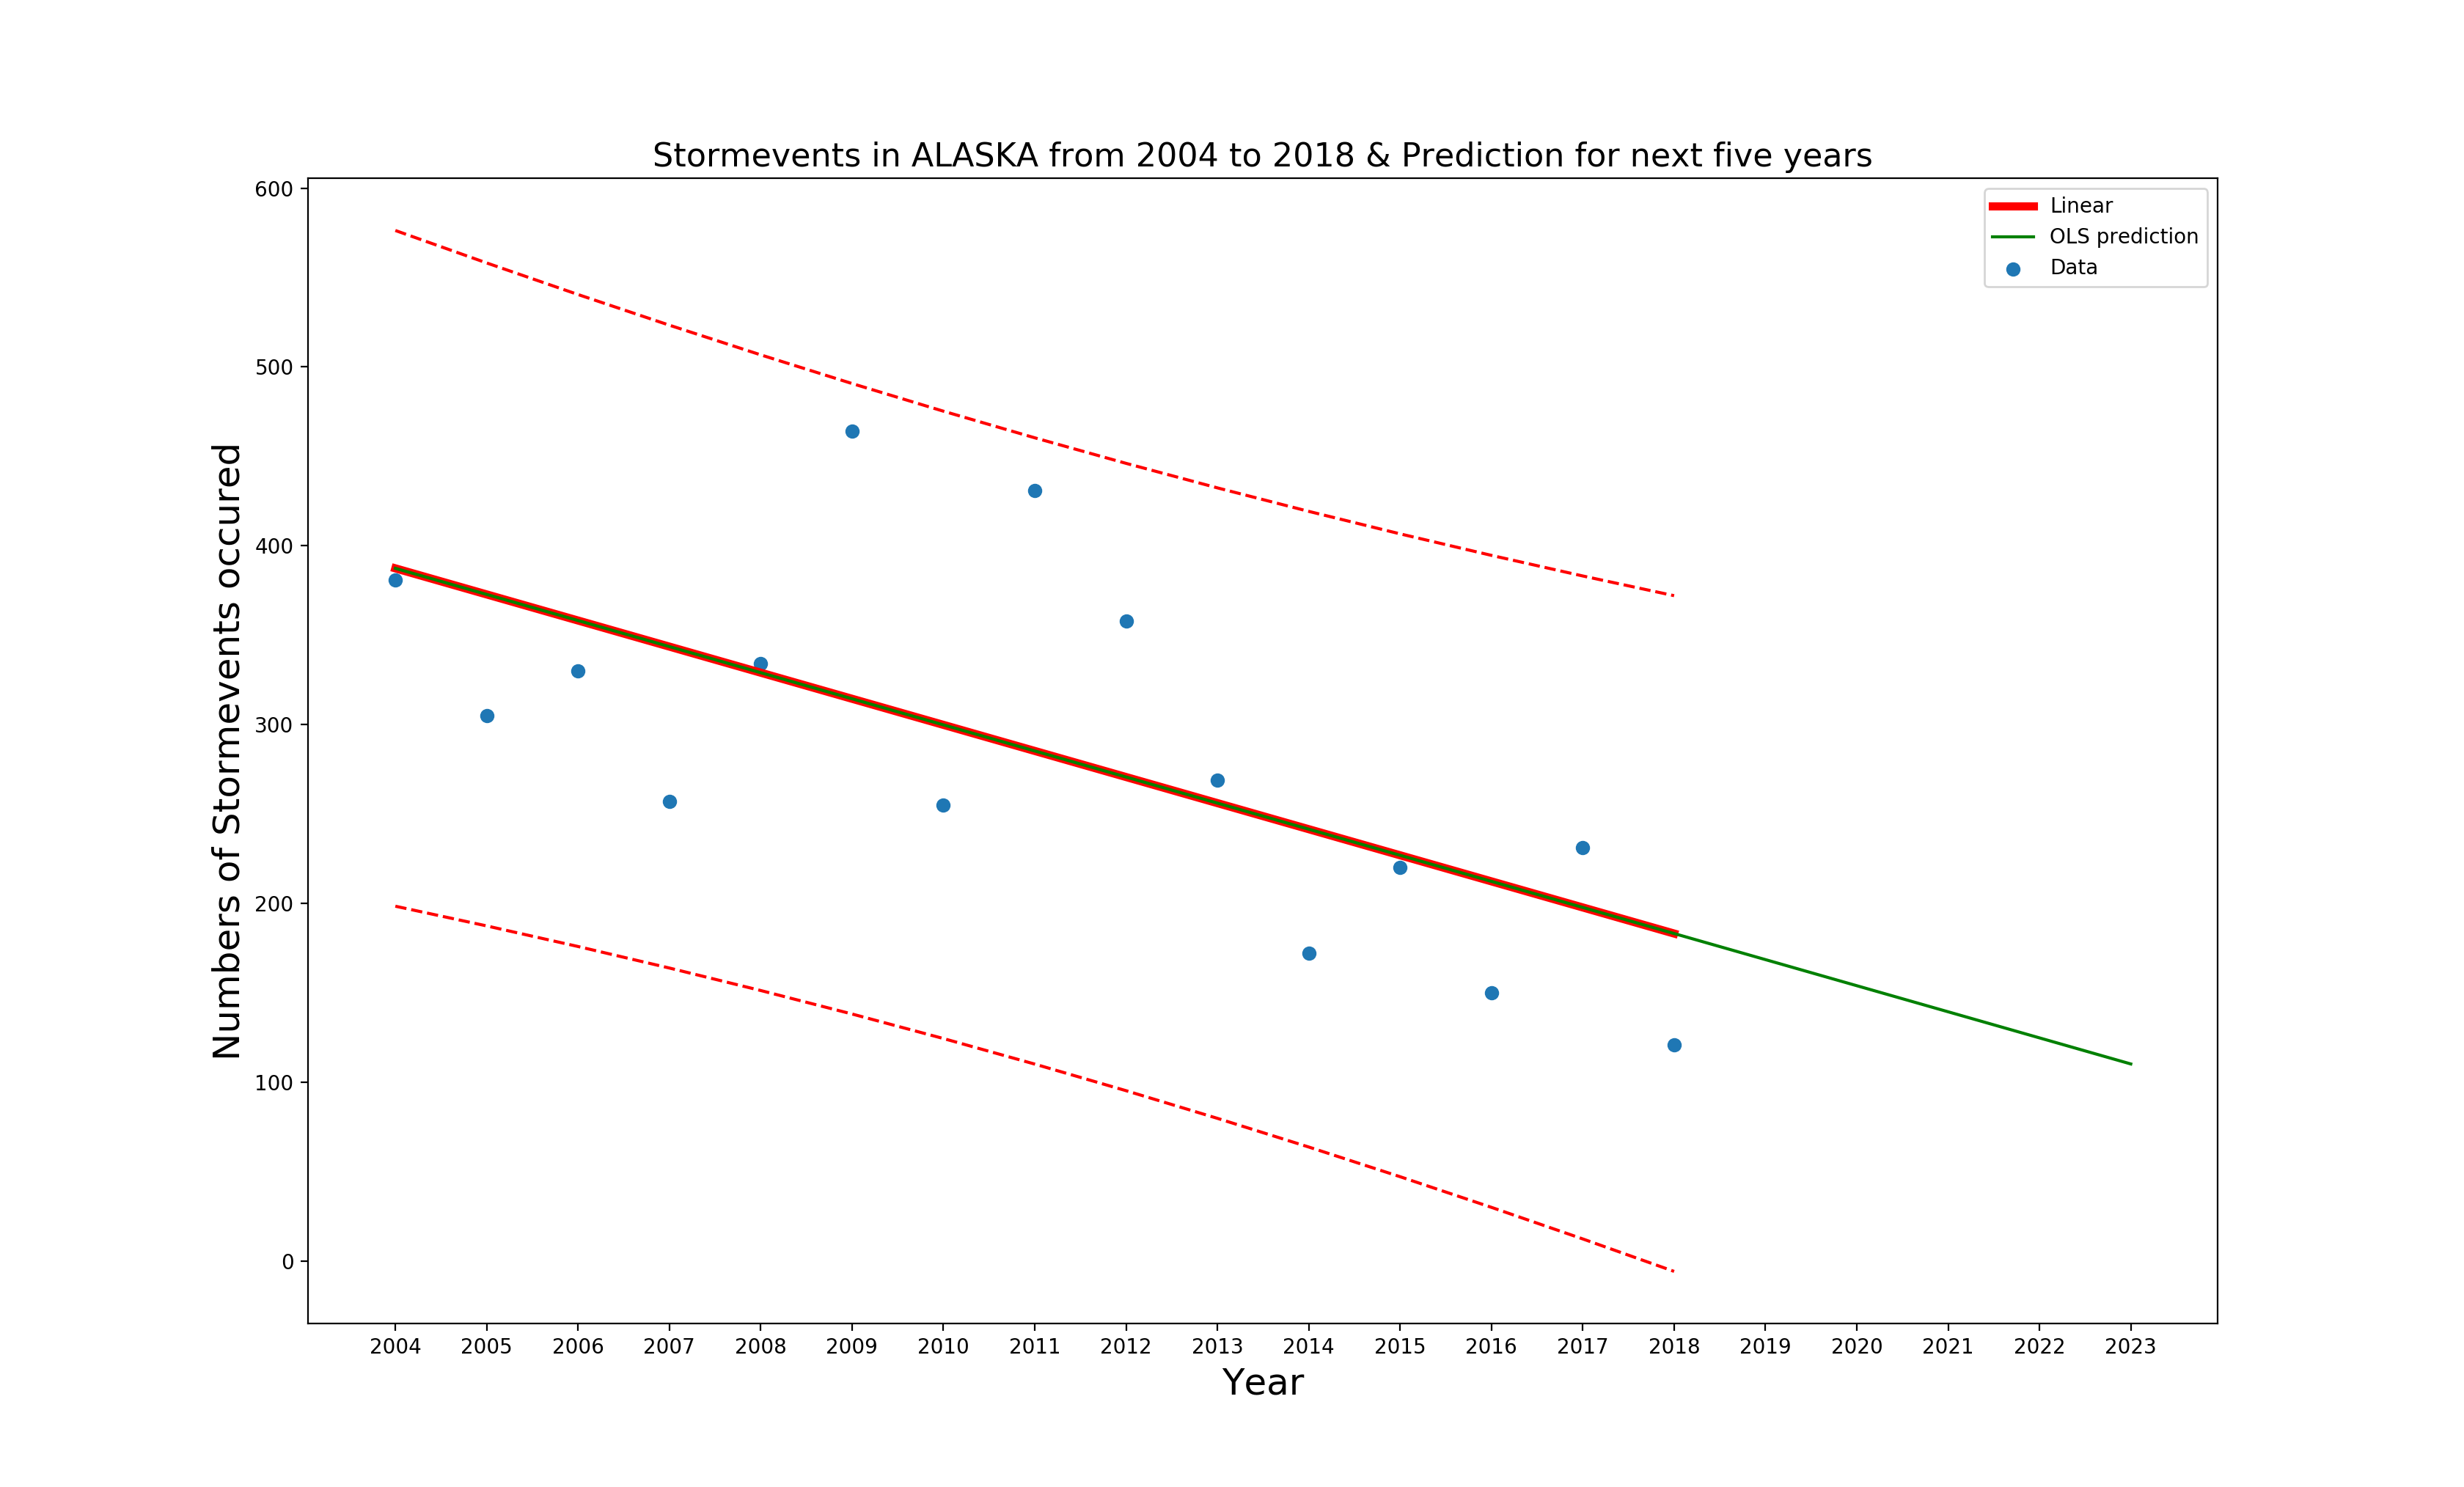 Stormevents in ALASKA from 2004 to 2018 & Prediction for next five years
Linear
OLS prediction
Data
Numbers of Stormevents occured
600
500
400
300
200
100
0
2004 2005 2006 2007 2008 2009 2010 2011 2012 2013 2014 2015 2016 2017 2018 2019 2020 2021 2022 2023
Year